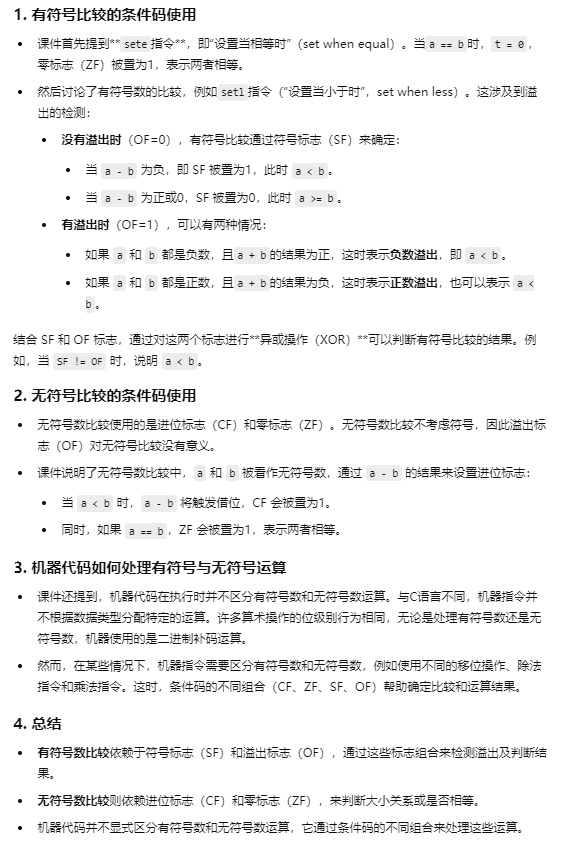 1. 有符号比较的条件码使用
• 课件首先提到** sete 指令**，即“设置当相等时”（set when equal）。当 a == b 时， t = 0 ，
零标志（ZF）被置为1，表示两者相等。
• 然后讨论了有符号数的比较，例如 setl 指令（“设置当小于时”，set when less）。这涉及到溢
出的检测：
• 没有溢出时（OF=0），有符号比较通过符号标志（SF）来确定：
• 当 a - b 为负，即 SF 被置为1，此时 a < b 。
• 当 a - b 为正或0，SF 被置为0，此时 a >= b 。
• 有溢出时（OF=1），可以有两种情况：
• 如果 a 和 b 都是负数，且 a + b 的结果为正，这时表示负数溢出，即 a < b 。
• 如果 a 和 b 都是正数，且 a + b 的结果为负，这时表示正数溢出，也可以表示 a <
b 。
结合 SF 和 OF 标志，通过对这两个标志进行**异或操作（XOR）**可以判断有符号比较的结果。例
如，当 SF != OF 时，说明 a < b 。
2. 无符号比较的条件码使用
• 无符号数比较使用的是进位标志（CF）和零标志（ZF）。无符号数比较不考虑符号，因此溢出标
志（OF）对无符号比较没有意义。
• 课件说明了无符号数比较中， a 和 b 被看作无符号数，通过 a - b 的结果来设置进位标志：
• 当 a < b 时， a - b 将触发借位，CF 会被置为1。
• 同时，如果 a == b ，ZF 会被置为1，表示两者相等。
3. 机器代码如何处理有符号与无符号运算
• 课件还提到，机器代码在执行时并不区分有符号数和无符号数运算。与C语言不同，机器指令并
不根据数据类型分配特定的运算。许多算术操作的位级别行为相同，无论是处理有符号数还是无
符号数，机器使用的是二进制补码运算。
• 然而，在某些情况下，机器指令需要区分有符号数和无符号数，例如使用不同的移位操作、除法
指令和乘法指令。这时，条件码的不同组合（CF、ZF、SF、OF）帮助确定比较和运算结果。
4. 总结
• 有符号数比较依赖于符号标志（SF）和溢出标志（OF），通过这些标志组合来检测溢出及判断结
果。
• 无符号数比较则依赖进位标志（CF）和零标志（ZF），来判断大小关系或是否相等。
• 机器代码并不显式区分有符号数和无符号数运算，它通过条件码的不同组合来处理这些运算。